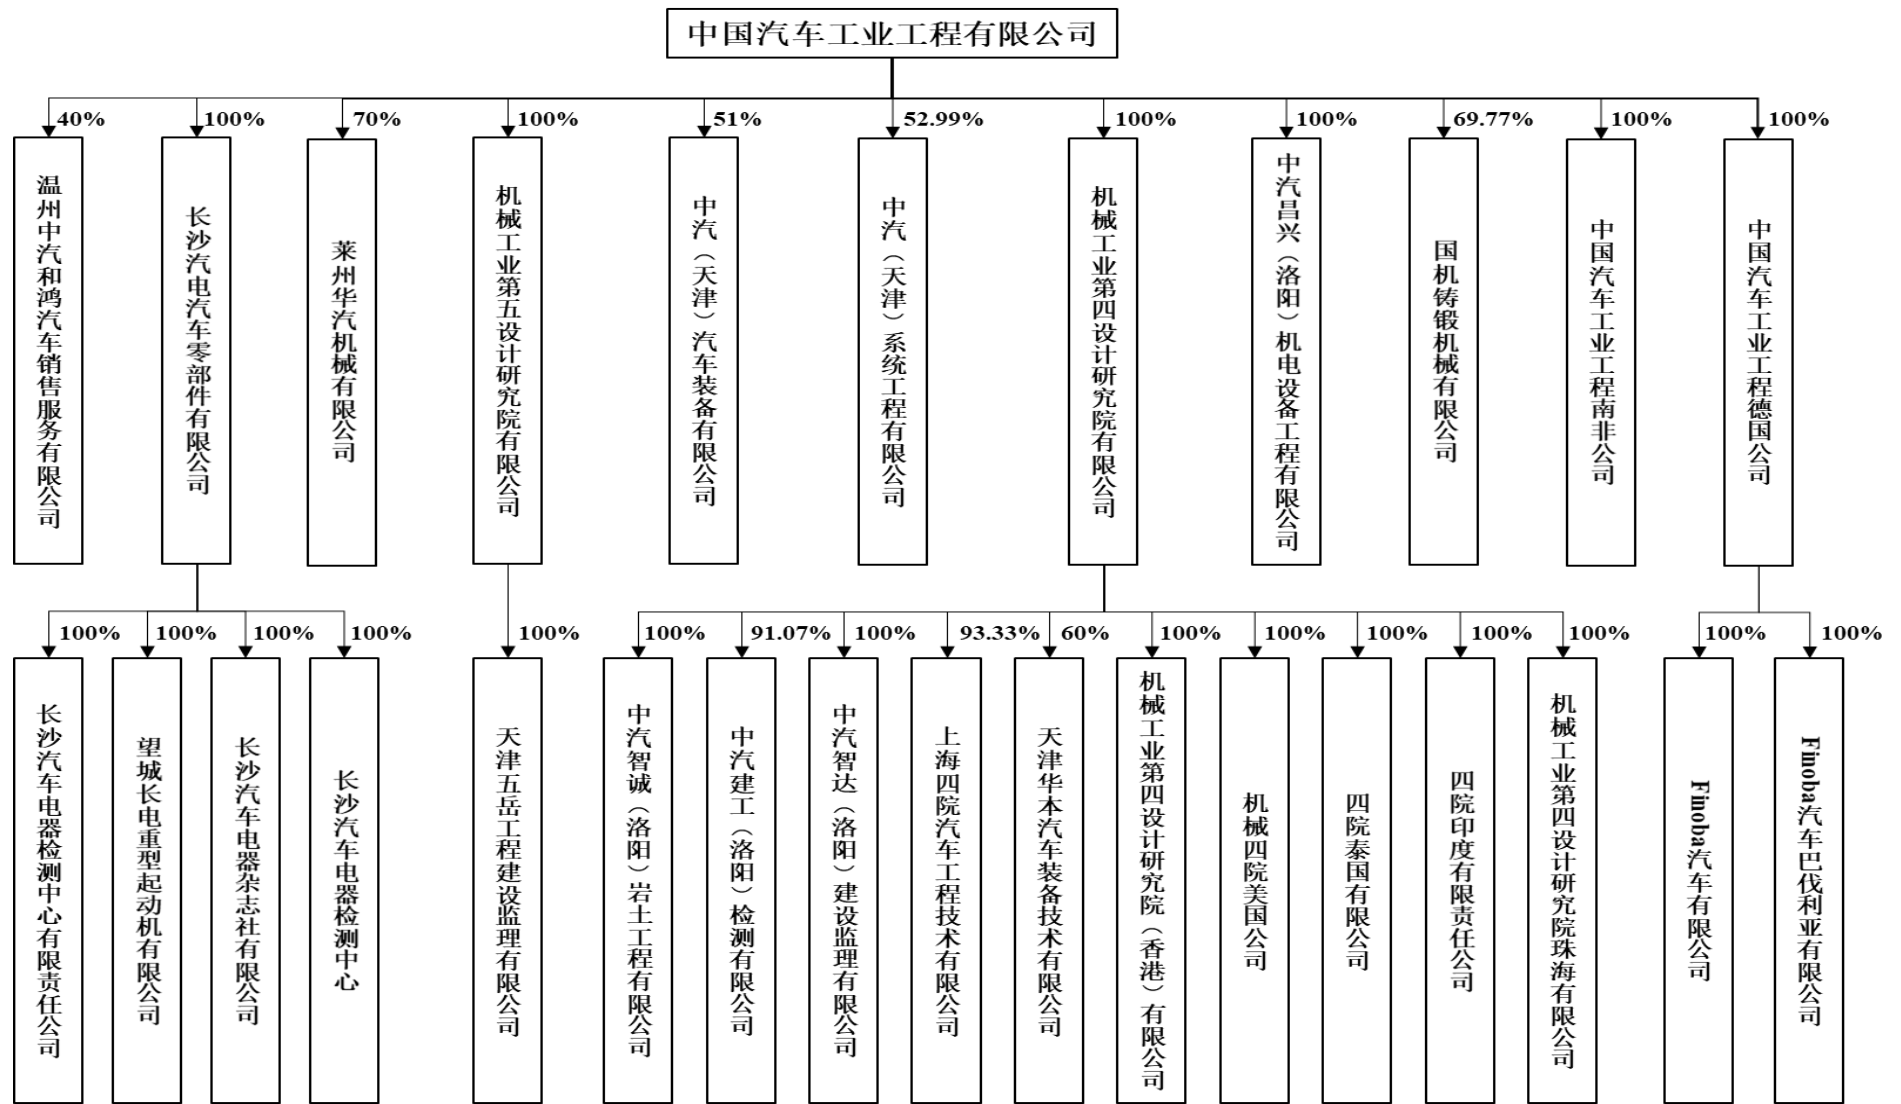 中国汽车工业工程有限公司
40%
100%
70%
100%
51%
52.99%
100%
100%
69.77%
100%
100%
温州中汽和鸿汽车销售服务有限公司
长沙汽电汽车零部件有限公司
莱州华汽机械有限公司
机械工业第五设计研究院有限公司
中汽（天津）汽车装备有限公司
中汽（天津）系统工程有限公司
机械工业第四设计研究院有限公司
中汽昌兴（洛阳）机电设备工程有限公司
国机铸锻机械有限公司
中国汽车工业工程南非公司
中国汽车工业工程德国公司
100%
100%
100%
100%
100%
100%
91.07%
100%
93.33%
60%
100%
100%
100%
100%
100%
100%
100%
长沙汽车电器检测中心有限责任公司
望城长电重型起动机有限公司
长沙汽车电器杂志社有限公司
长沙汽车电器检测中心
天津五岳工程建设监理有限公司
中汽智诚（洛阳）岩土工程有限公司
中汽建工（洛阳）检测有限公司
中汽智达（洛阳）建设监理有限公司
上海四院汽车工程技术有限公司
天津华本汽车装备技术有限公司
机械工业第四设计研究院（香港）有限公司
机械四院美国公司
四院泰国有限公司
四院印度有限责任公司
机械工业第四设计研究院珠海有限公司
Finoba汽车有限公司
Finoba汽车巴伐利亚有限公司